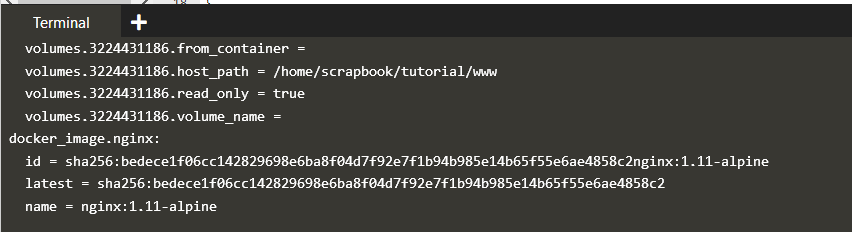 Terminal
volumes.3224431186.from_container =
volumes.3224431186.host_path = /home/scrapbook/tutorial/www
volumes.3224431186.read_only = true
volumes.3224431186.volume_name =
docker_image.nginx:
id = sha256:bedece1f06cc142829698e6ba8f04d7f92e7f1b94b985e14b65f55e6ae4858c2nginx:1.11-alpine
latest = sha256:bedece1f06cc142829698e6ba8f04d7f92e7f1b94b985e14b65f55e6ae4858c2
name = nginx:1.11-alpine